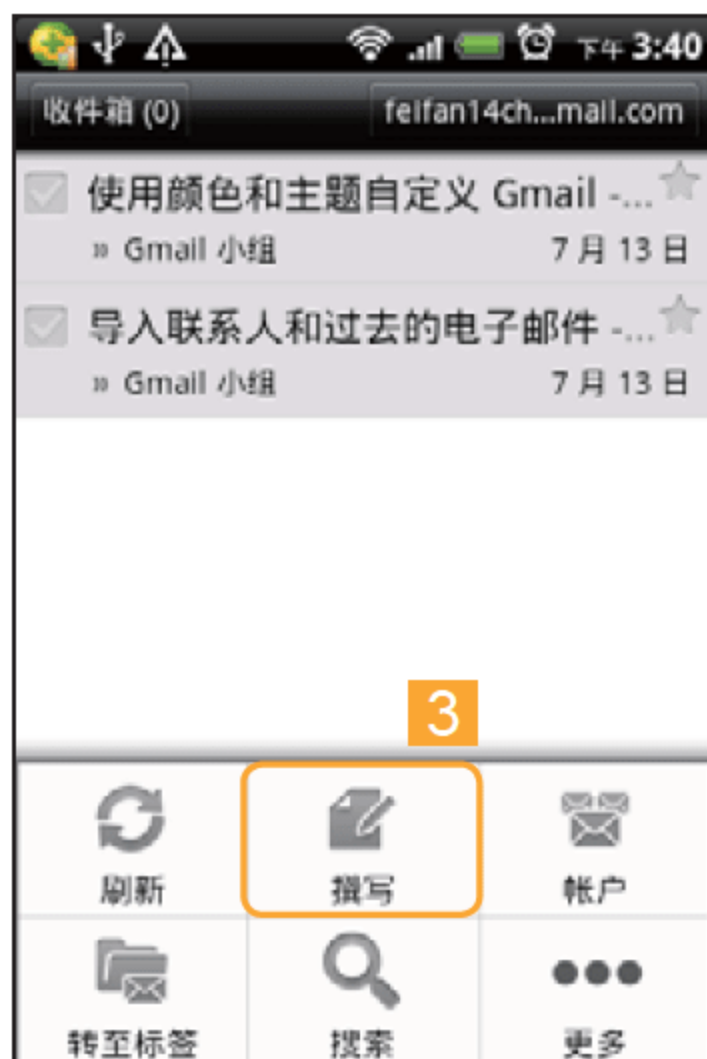 下午 3:40
收件箱 (0) feifan14ch...mail.com
使用颜色和主题自定义 Gmail -...
» Gmail 小组 7 月 13 日
导入联系人和过去的电子邮件 -...
» Gmail 小组 7 月 13 日
3
刷新 撰写 帐户
转至标签 搜索 更多